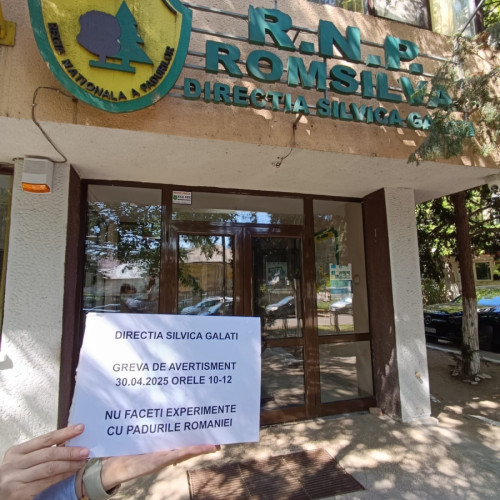 REGIA NATIONALA A PADURILOR
R.N.P.
ROMSILVA
DIRECTIA SILVICA GA
DIRECTIA SILVICA GALATI
GREVA DE AVERTISMENT
30.04.2025 ORELE 10-12
NU FACETI EXPERIMENTE
CU PADURILE ROMANIEI